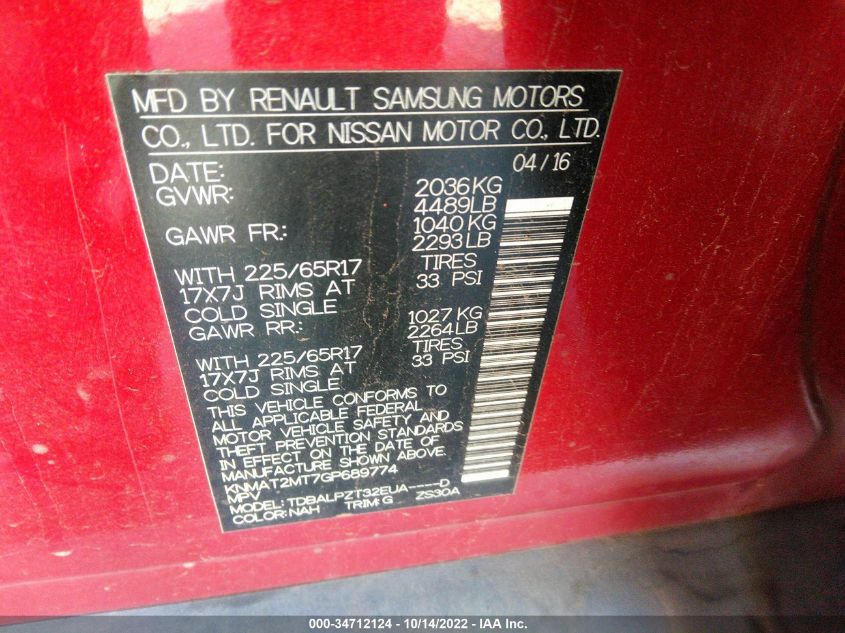 MFD BY RENAULT SAMSUNG MOTORS
CO., LTD. FOR NISSAN MOTOR CO., LTD.
DATE: 04/16
GVWR: 2036KG
4489LB
GAWR FR.: 1040 KG
2293LB
WITH 225/65R17 TIRES
17X7J RIMS AT 33 PSI
COLD SINGLE
GAWR RR.: 1027 KG
2264LB
WITH 225/65R17 TIRES
17X7J RIMS AT 33 PSI
COLD SINGLE
THIS VEHICLE CONFORMS TO
ALL APPLICABLE FEDERAL
MOTOR VEHICLE SAFETY AND
THEFT PREVENTION STANDARDS
IN EFFECT ON THE DATE OF
MANUFACTURE SHOWN ABOVE.
KNMAT2MT7GP689774
MPV
MODEL: TDBALPZT32EUA----D
COLOR:NAH TRIM:G ZS30A
000-34712124 - 10/14/2022 - IAA Inc.